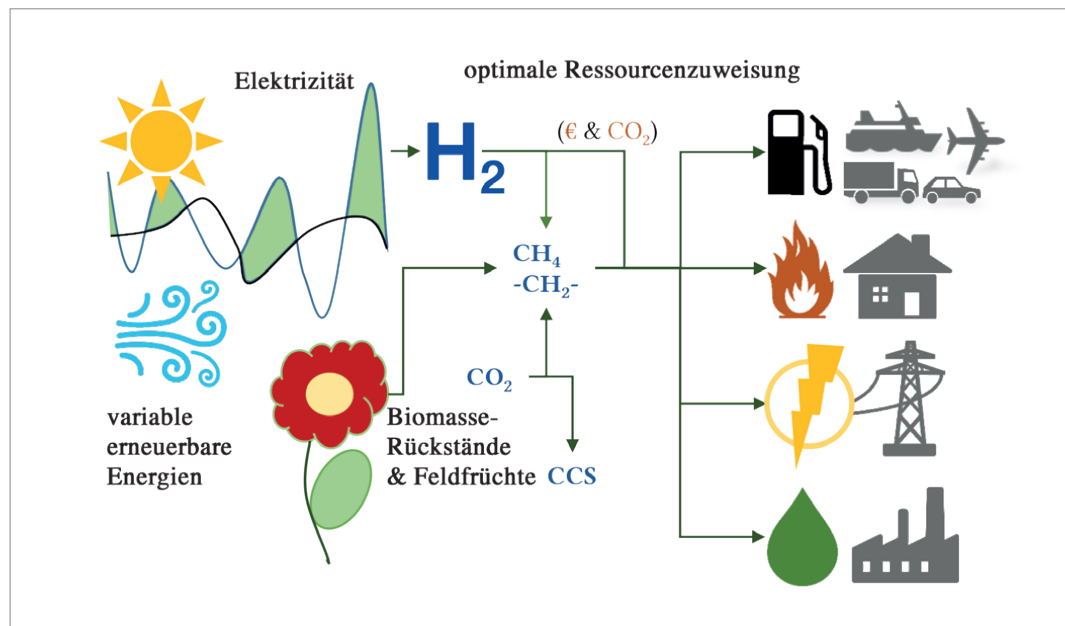 Elektrizität
optimale Ressourcenzuweisung
(€ & CO₂)
H₂
CH₄
-CH₂-
CO₂
CCS
variable
erneuerbare
Energien
Biomasse-
Rückstände
& Feldfrüchte